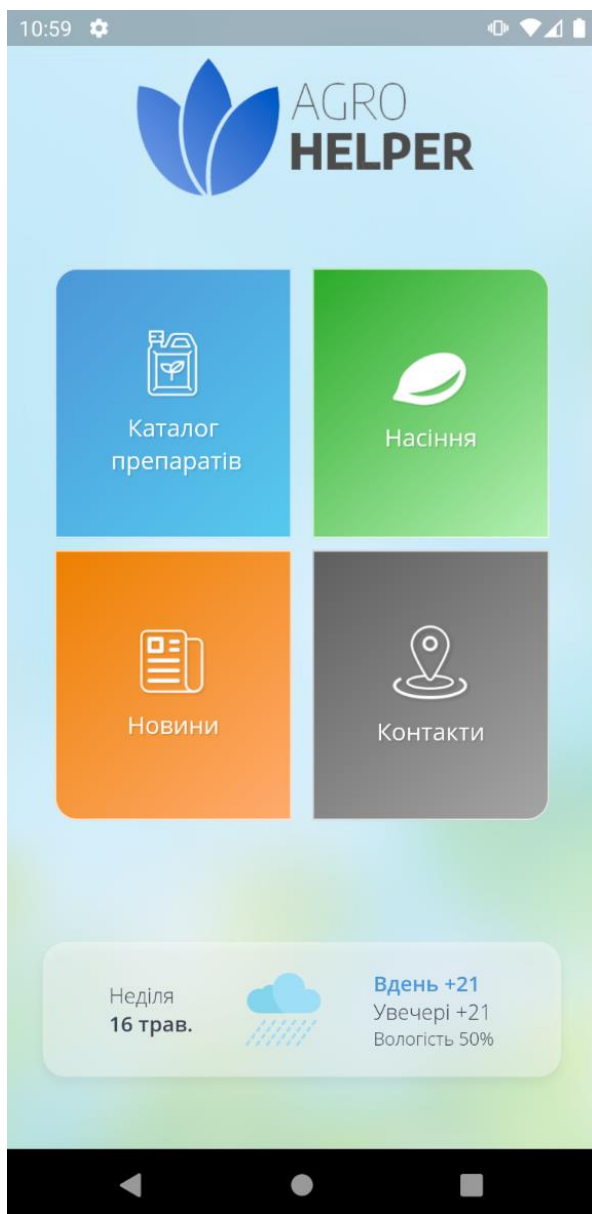 10:59
AGRO
HELPER
Каталог
препаратів
Насіння
Новини
Контакти
Неділя
16 трав.
Вдень +21
Увечері +21
Вологість 50%